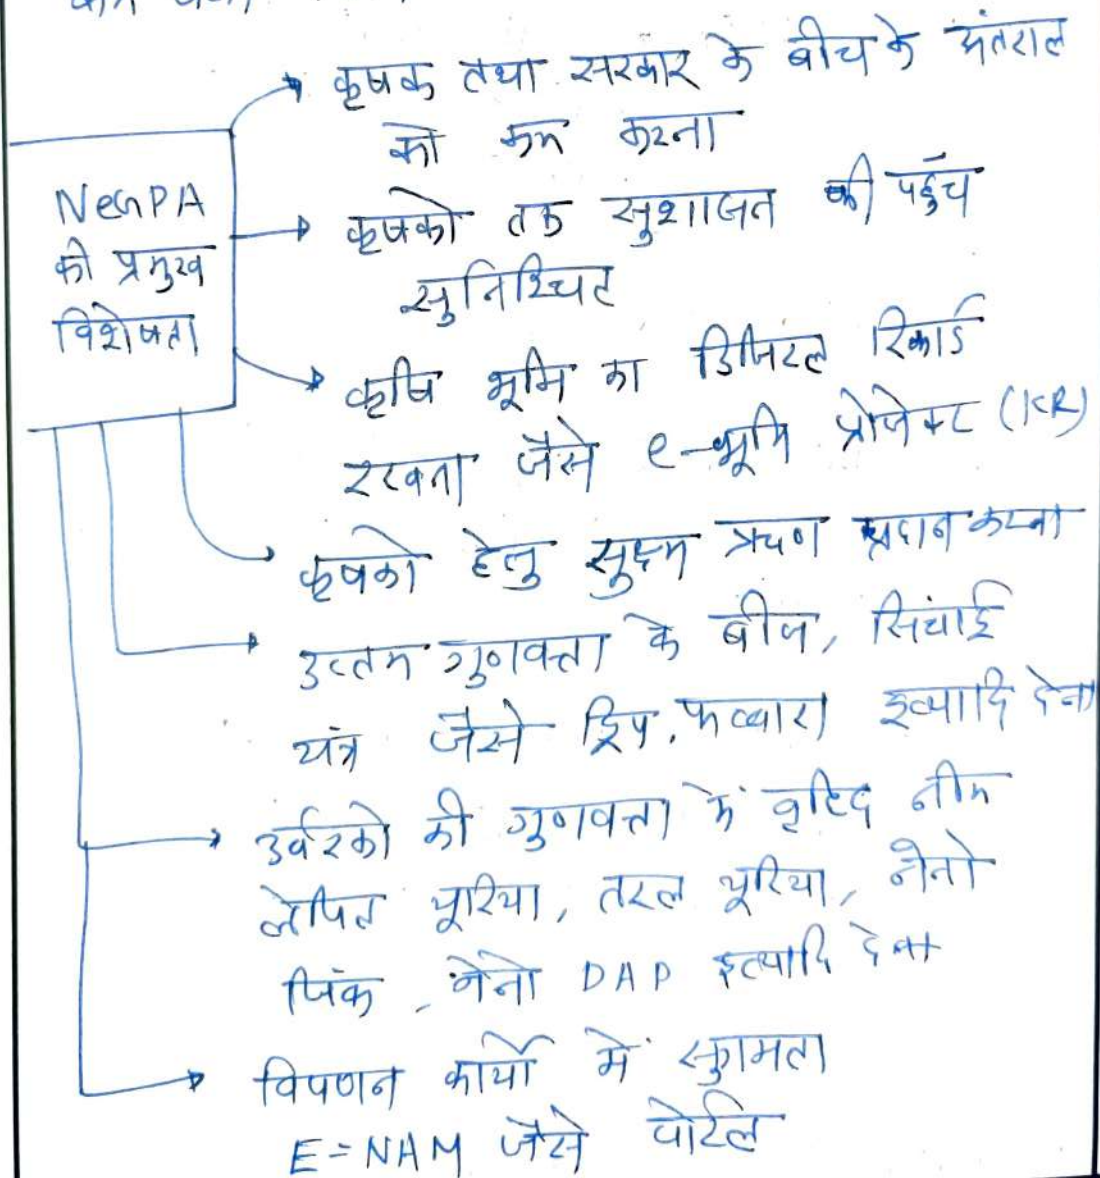 NeGPA
की प्रमुख
विशेषता
कृषक तथा सरकार के बीच के अंतराल
को कम करना
कृषको तक सुशासन की पहुँच
सुनिश्चित
कृषि भूमि का डिजिटल रिकार्ड
रखना जैसे e-भूमि प्रोजेक्ट (KR)
कृषको हेतु सुक्ष्म ऋण प्रदान करना
उत्तम गुणवत्ता के बीज, सिंचाई
यंत्र जैसे ड्रिप, फव्वारा इत्यादि देना
उर्वरको की गुणवत्ता में वृद्दि नीम
लेपित यूरिया, तरल यूरिया, नेनो
जिंक, नेनो DAP इत्यादि देना
विपणन कार्यो में सुगमता
E=NAM जैसे पोर्टल